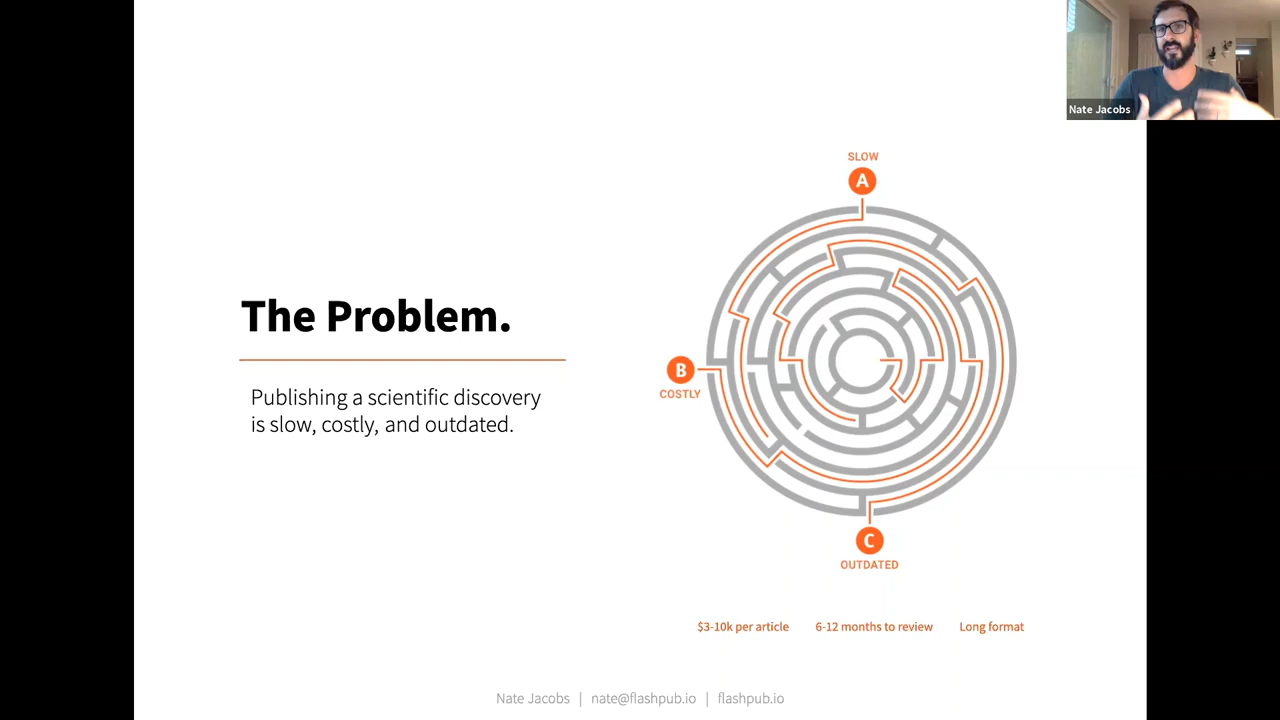 Nate Jacobs
SLOW
A
The Problem.
B
COSTLY
Publishing a scientific discovery
is slow, costly, and outdated.
C
OUTDATED
$3-10k per article 6-12 months to review Long format
Nate Jacobs | nate@flashpub.io | flashpub.io